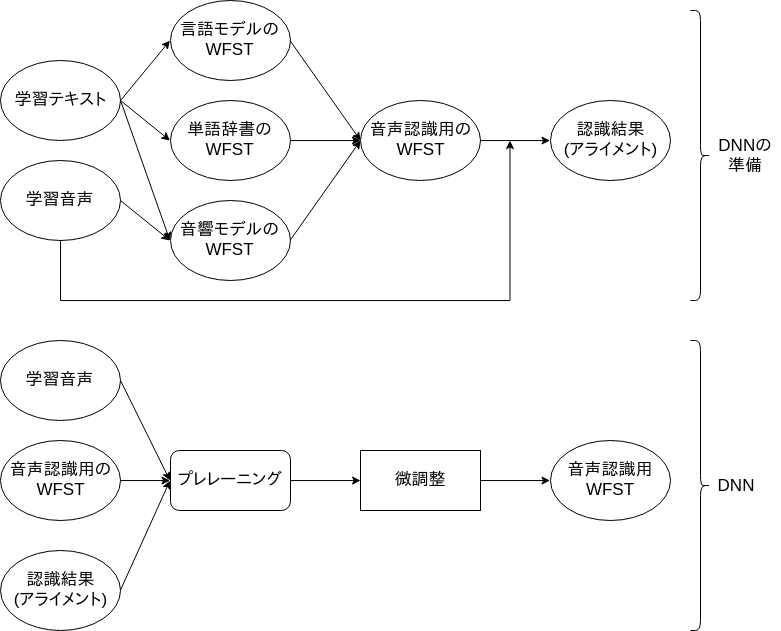 言語モデルの
WFST
学習テキスト
単語辞書の
WFST
音声認識用の
WFST
認識結果
(アライメント)
DNNの
準備
学習音声
音響モデルの
WFST
学習音声
音声認識用の
WFST
プレレーニング
微調整
音声認識用
WFST
DNN
認識結果
(アライメント)